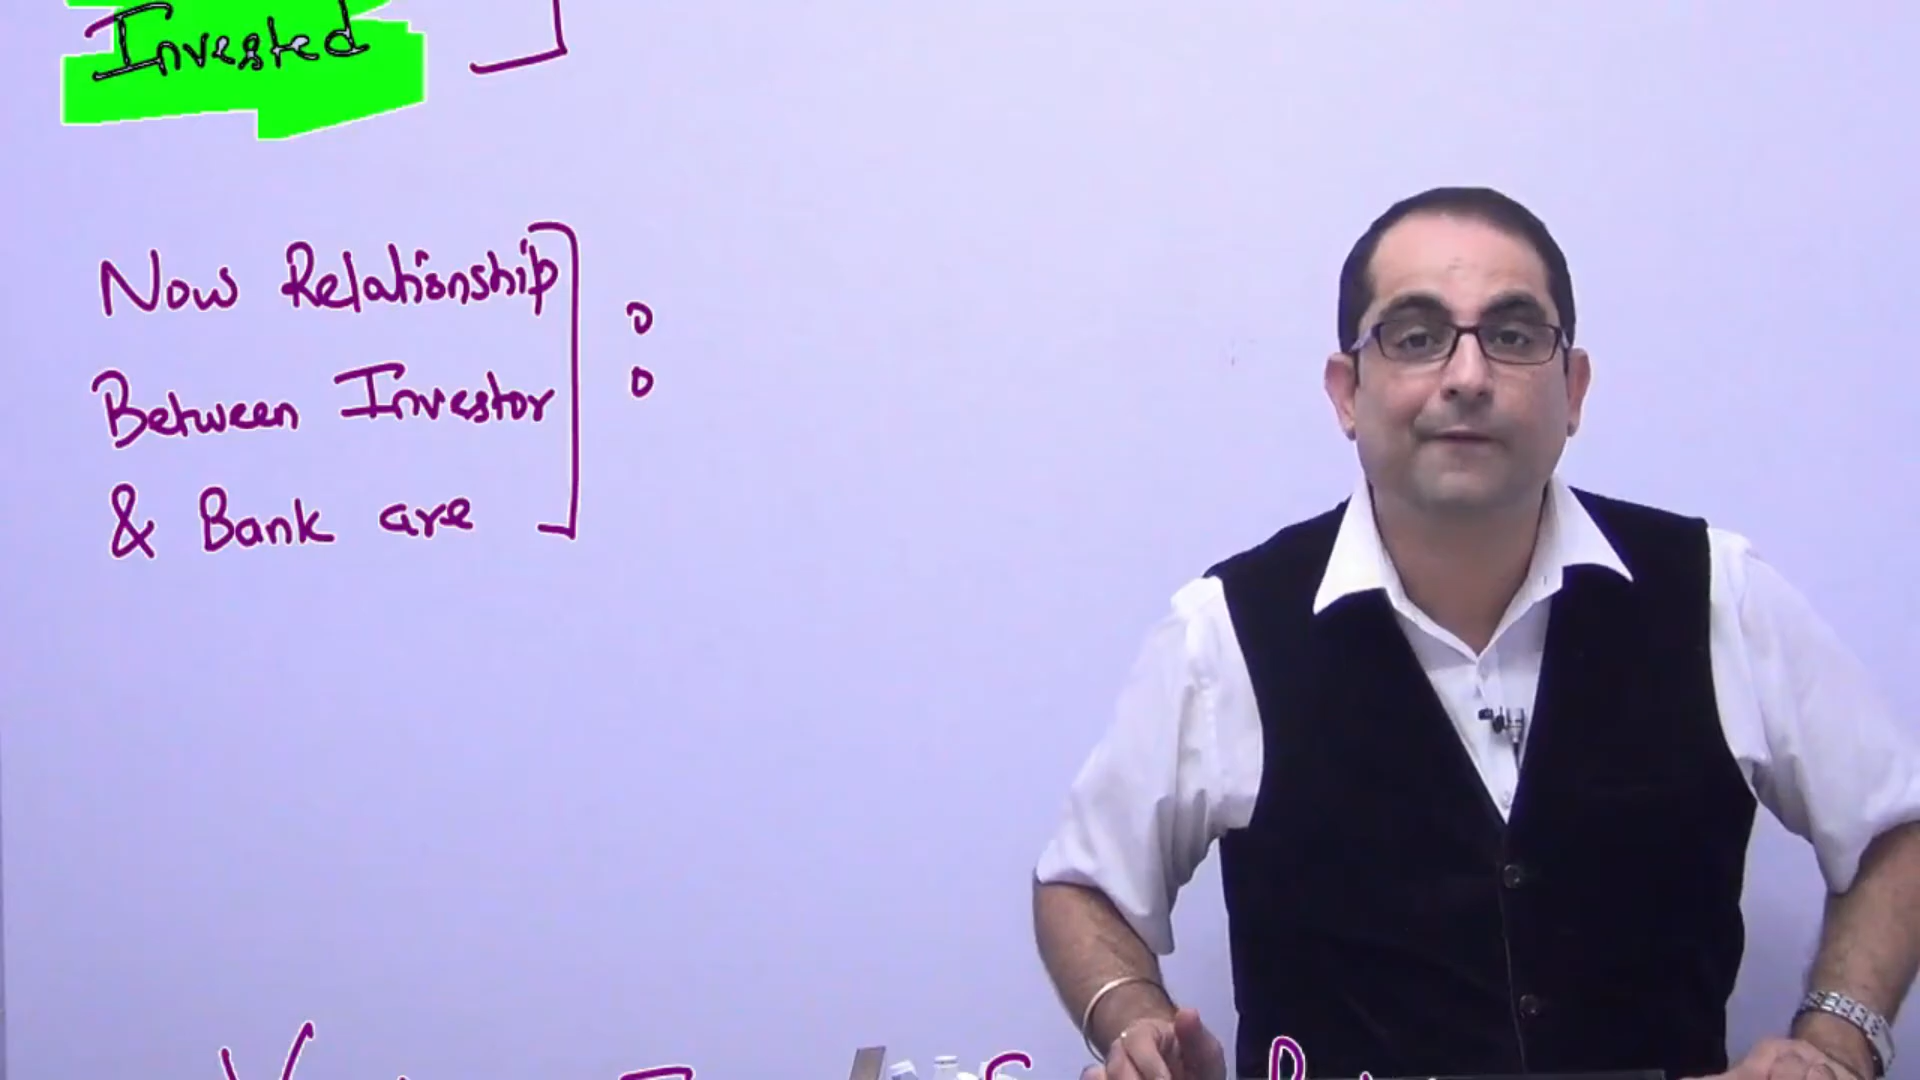 Invested
Now Relationship
Between Investor
& Bank are
: